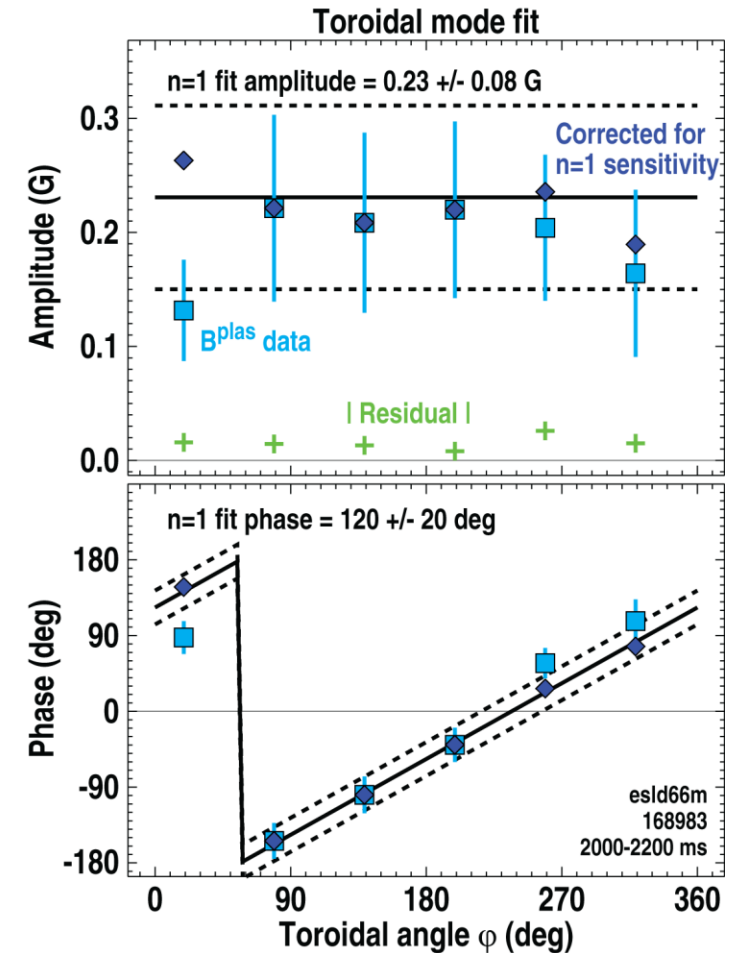 Toroidal mode fit
n=1 fit amplitude = 0.23 +/- 0.08 G
Corrected for
n=1 sensitivity
0.3
0.2
0.1
0.0
Amplitude (G)
B^plas data
| Residual |
n=1 fit phase = 120 +/- 20 deg
180
90
0
-90
-180
Phase (deg)
esld66m
168983
2000-2200 ms
0 90 180 270 360
Toroidal angle φ (deg)